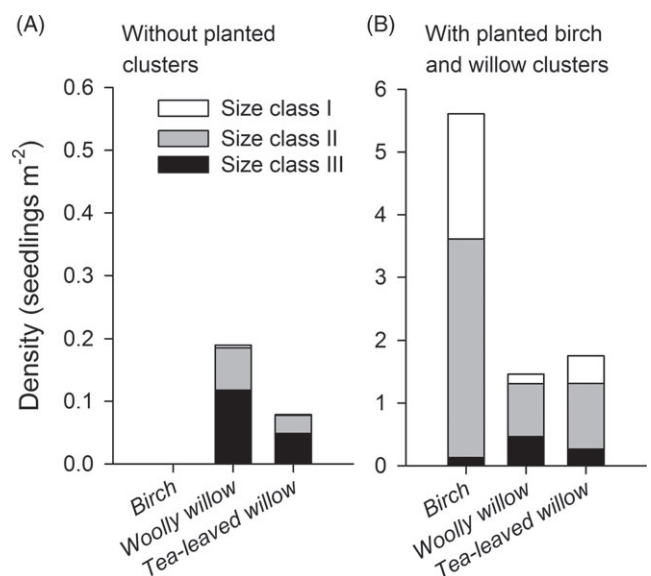 (A) Without planted
clusters
0.6
0.5
0.4
0.3
0.2
0.1
0.0
Density (seedlings m⁻²)
Size class I
Size class II
Size class III
Birch
Woolly willow
Tea-leaved willow
(B) With planted birch
and willow clusters
6
5
4
3
2
1
0
Birch
Woolly willow
Tea-leaved willow